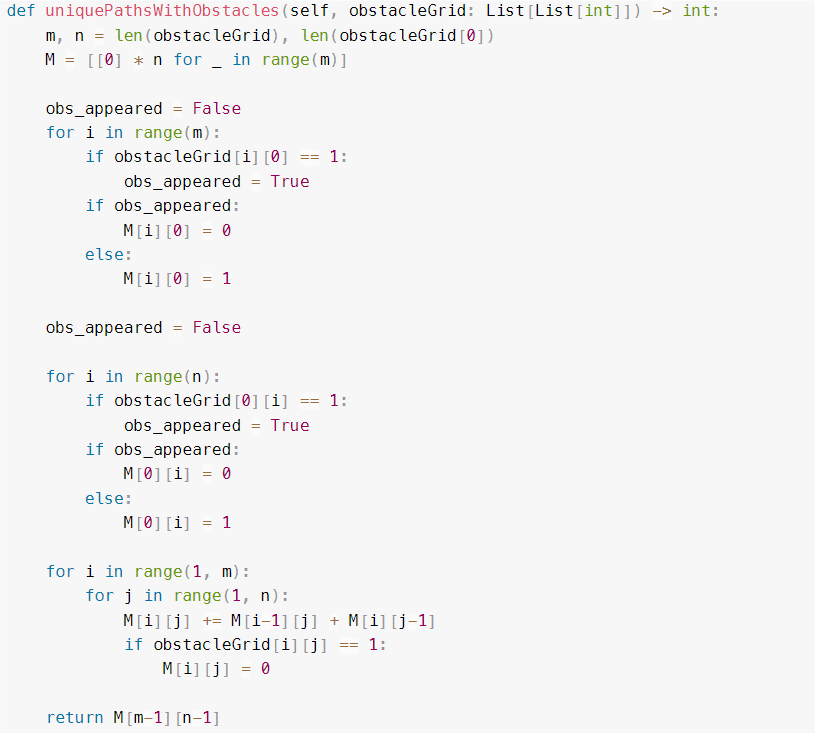 def uniquePathsWithObstacles(self, obstacleGrid: List[List[int]]) -> int:
    m, n = len(obstacleGrid), len(obstacleGrid[0])
    M = [[0] * n for _ in range(m)]

    obs_appeared = False
    for i in range(m):
        if obstacleGrid[i][0] == 1:
            obs_appeared = True
        if obs_appeared:
            M[i][0] = 0
        else:
            M[i][0] = 1

    obs_appeared = False

    for i in range(n):
        if obstacleGrid[0][i] == 1:
            obs_appeared = True
        if obs_appeared:
            M[0][i] = 0
        else:
            M[0][i] = 1

    for i in range(1, m):
        for j in range(1, n):
            M[i][j] += M[i-1][j] + M[i][j-1]
            if obstacleGrid[i][j] == 1:
                M[i][j] = 0

    return M[m-1][n-1]